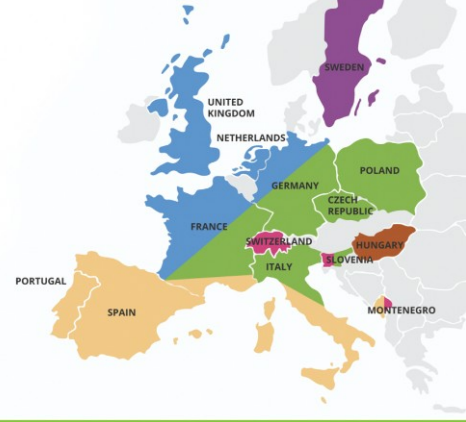 SWEDEN
UNITED
KINGDOM
NETHERLANDS
POLAND
GERMANY
CZECH
REPUBLIC
FRANCE
SWITZERLAND
HUNGARY
SLOVENIA
ITALY
PORTUGAL
SPAIN
MONTENEGRO